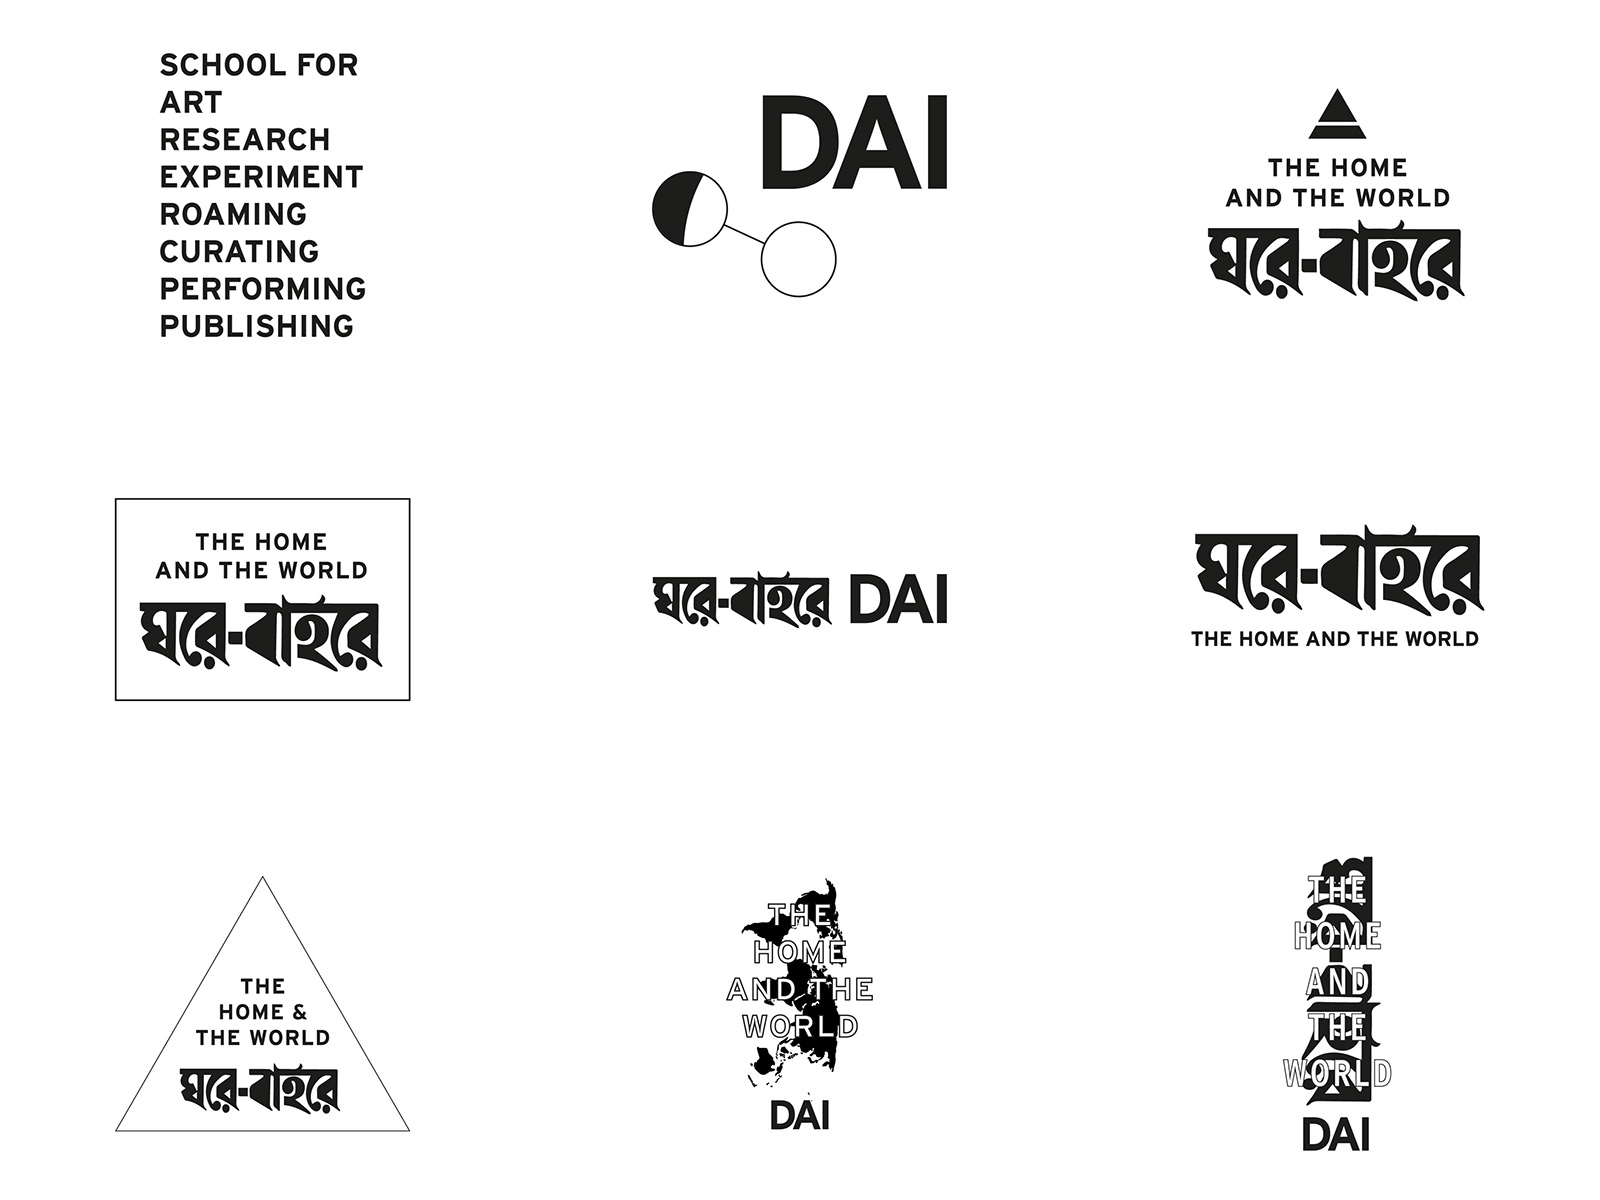 SCHOOL FOR
ART
RESEARCH
EXPERIMENT
ROAMING
CURATING
PERFORMING
PUBLISHING
DAI
THE HOME
AND THE WORLD
ঘরে-বাইরে
THE HOME
AND THE WORLD
ঘরে-বাইরে
ঘরে-বাইরে DAI
ঘরে-বাইরে
THE HOME AND THE WORLD
THE
HOME &
THE WORLD
ঘরে-বাইরে
THE
HOME
AND THE
WORLD
DAI
ঘরে-বাইরে
THE
HOME
AND
THE
WORLD
DAI